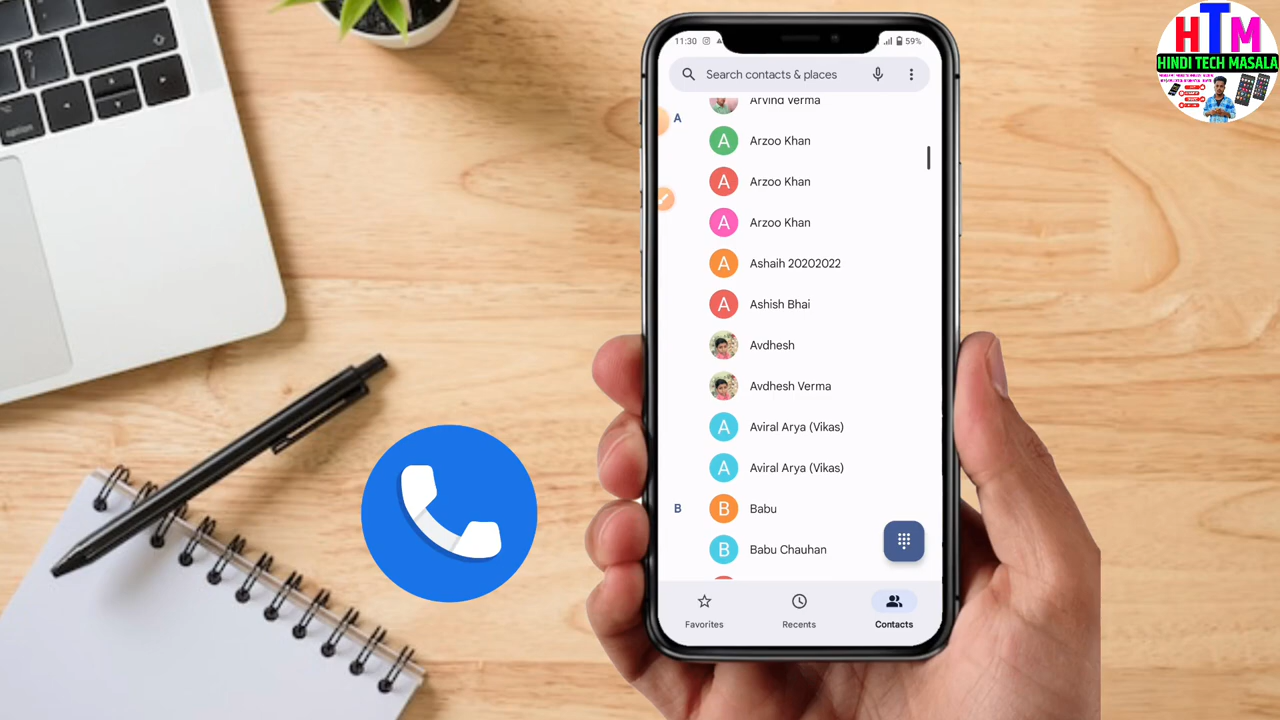 option
11:30
59%
Search contacts & places
Arvind Verma
A
A Arzoo Khan
A Arzoo Khan
A Arzoo Khan
A Ashaih 20202022
A Ashish Bhai
Avdhesh
Avdhesh Verma
A Aviral Arya (Vikas)
A Aviral Arya (Vikas)
B
B Babu
B Babu Chauhan
Favorites
Recents
Contacts
HTM
HINDI TECH MASALA